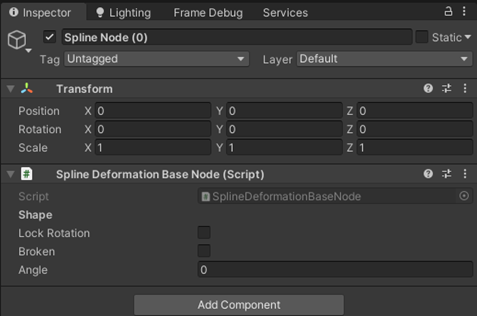 Inspector Lighting Frame Debug Services
Spline Node (0) Static
Tag Untagged Layer Default
Transform
Position X 0 Y 0 Z 0
Rotation X 0 Y 0 Z 0
Scale X 1 Y 1 Z 1
# Spline Deformation Base Node (Script)
Script # SplineDeformationBaseNode
Shape
Lock Rotation
Broken
Angle 0
Add Component